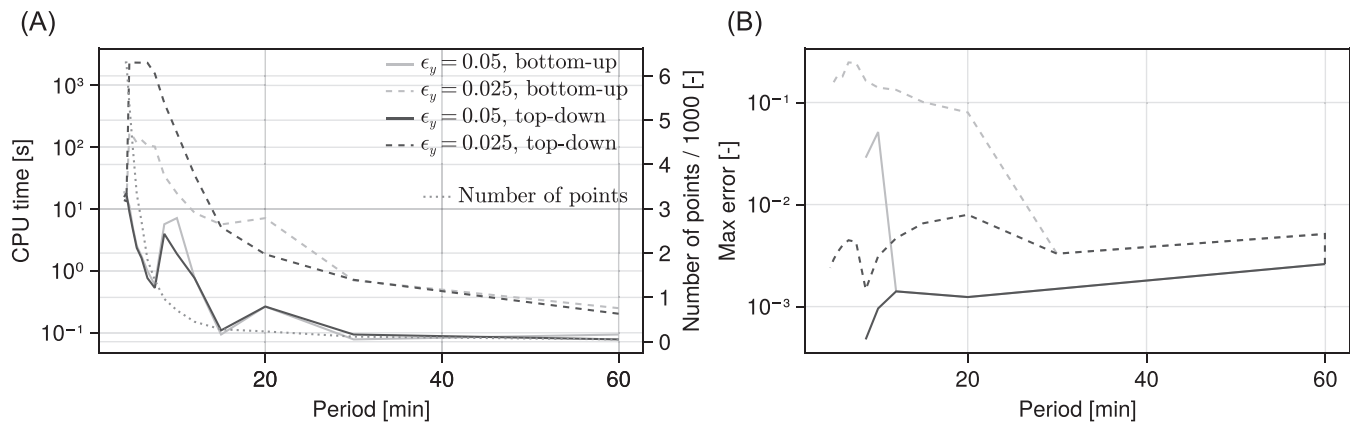 (A)
CPU time [s]
10³
10²
10¹
10⁰
10⁻¹
ϵ_y = 0.05, bottom-up
ϵ_y = 0.025, bottom-up
ϵ_y = 0.05, top-down
ϵ_y = 0.025, top-down
Number of points
6
5
4
3
2
1
0
Number of points / 1000 [-]
20 40 60
Period [min]
(B)
Max error [-]
10⁻¹
10⁻²
10⁻³
20 40 60
Period [min]